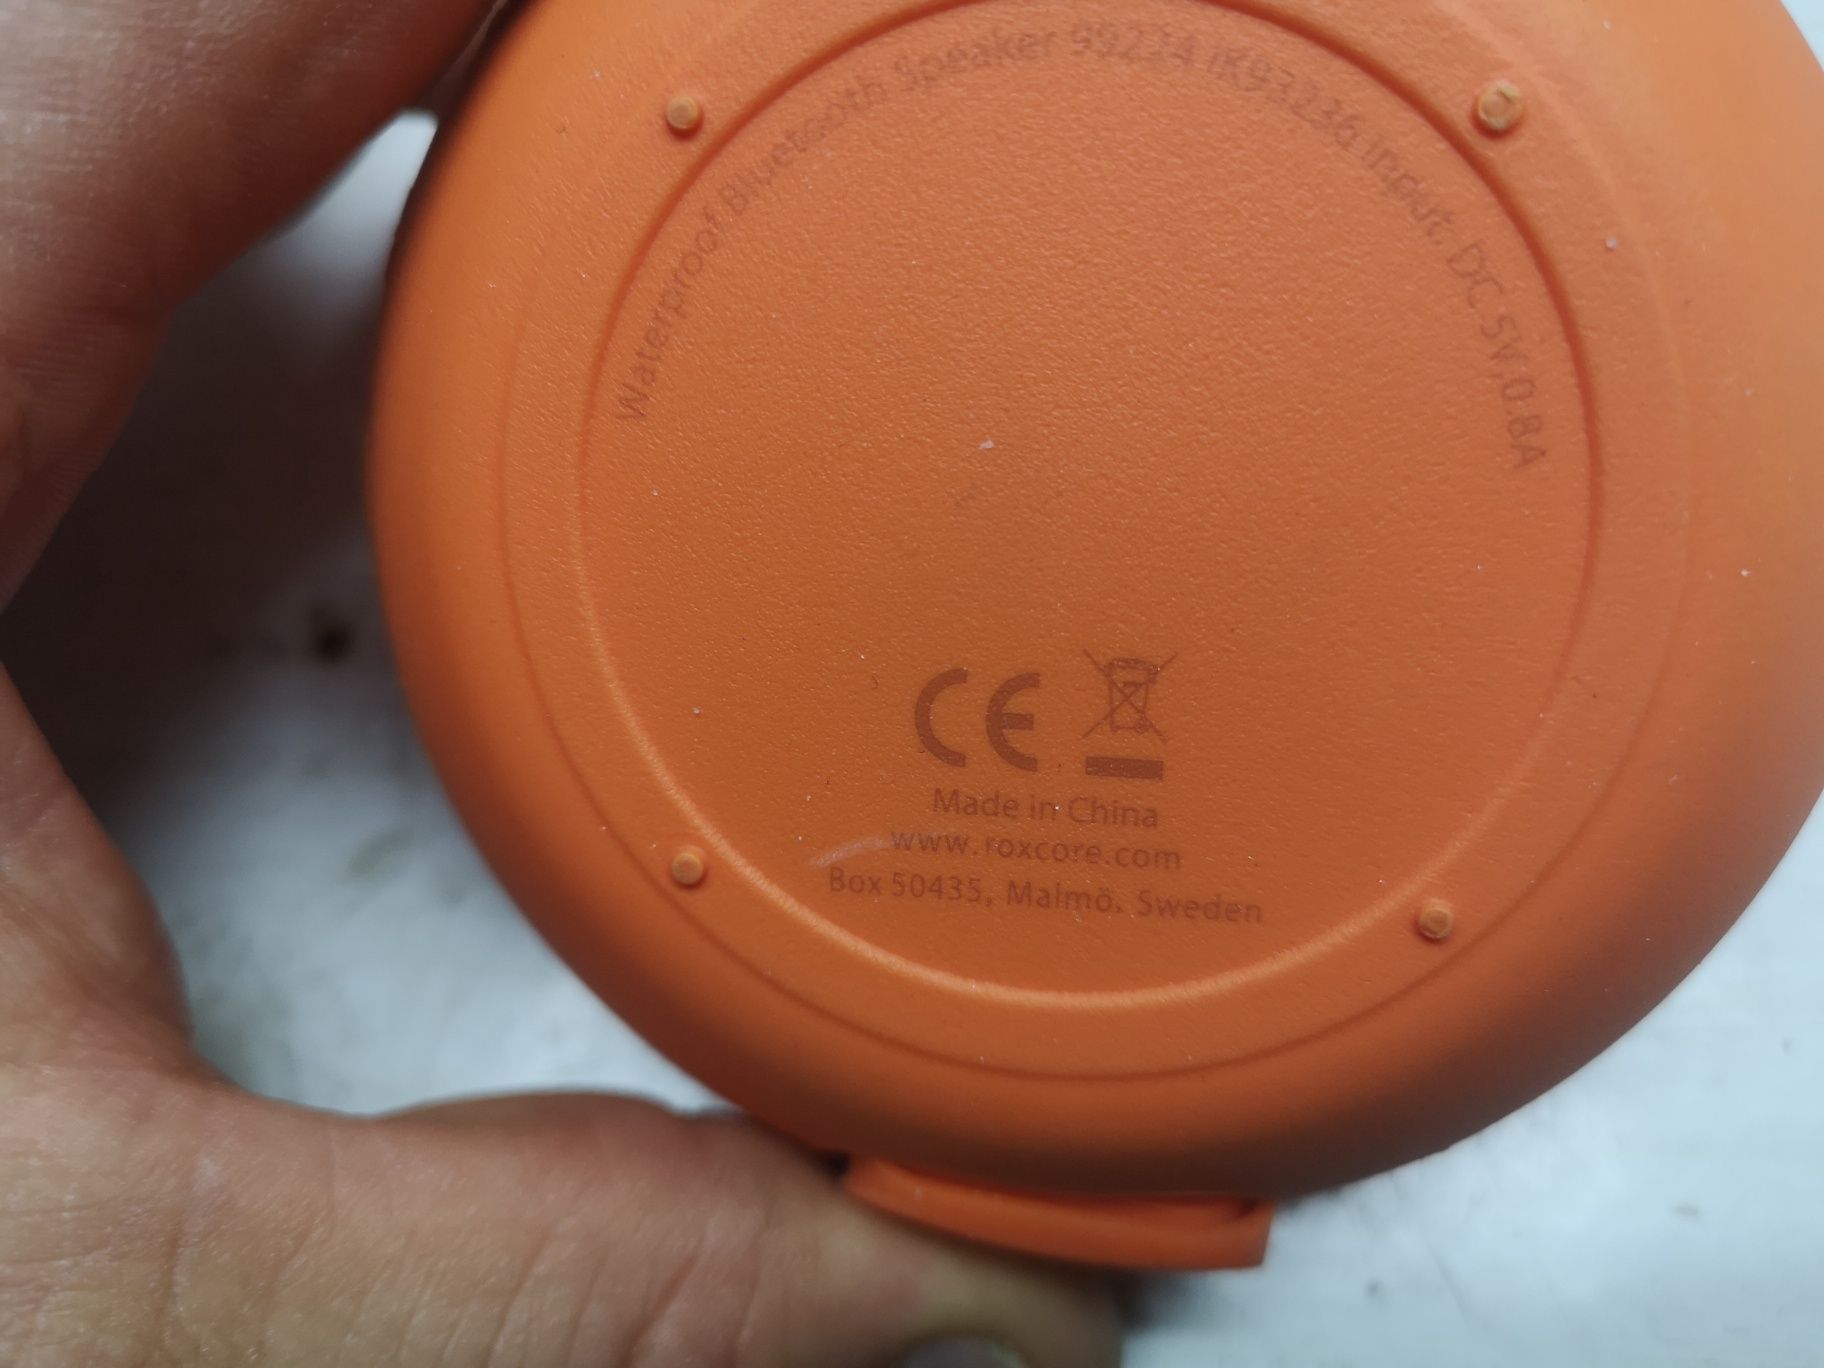 Waterproof Bluetooth Speaker 99224 IK93236 Input: DC 5V,0.8A
CE
Made in China
www.roxcore.com
Box 50435, Malmö, Sweden